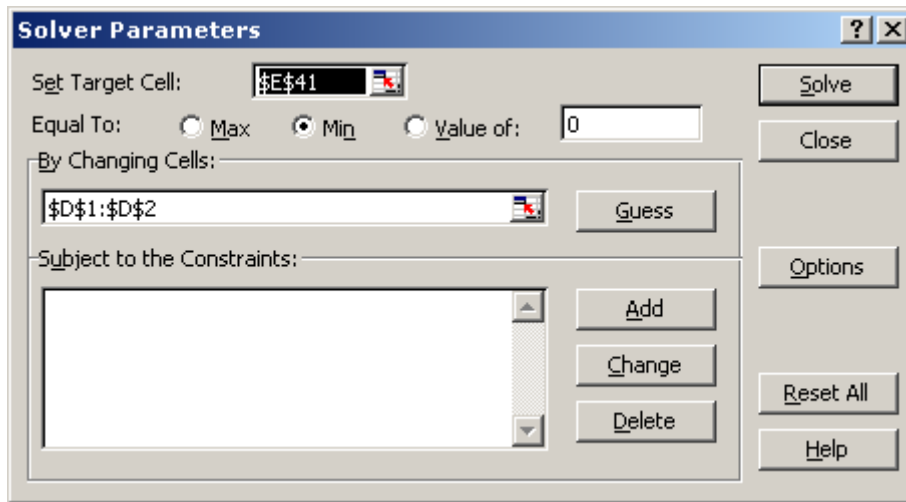 Solver Parameters
Set Target Cell: $E$41 Solve
Equal To: Max Min Value of: 0 Close
By Changing Cells:
$D$1:$D$2 Guess
Subject to the Constraints: Options
Add
Change
Reset All
Delete
Help